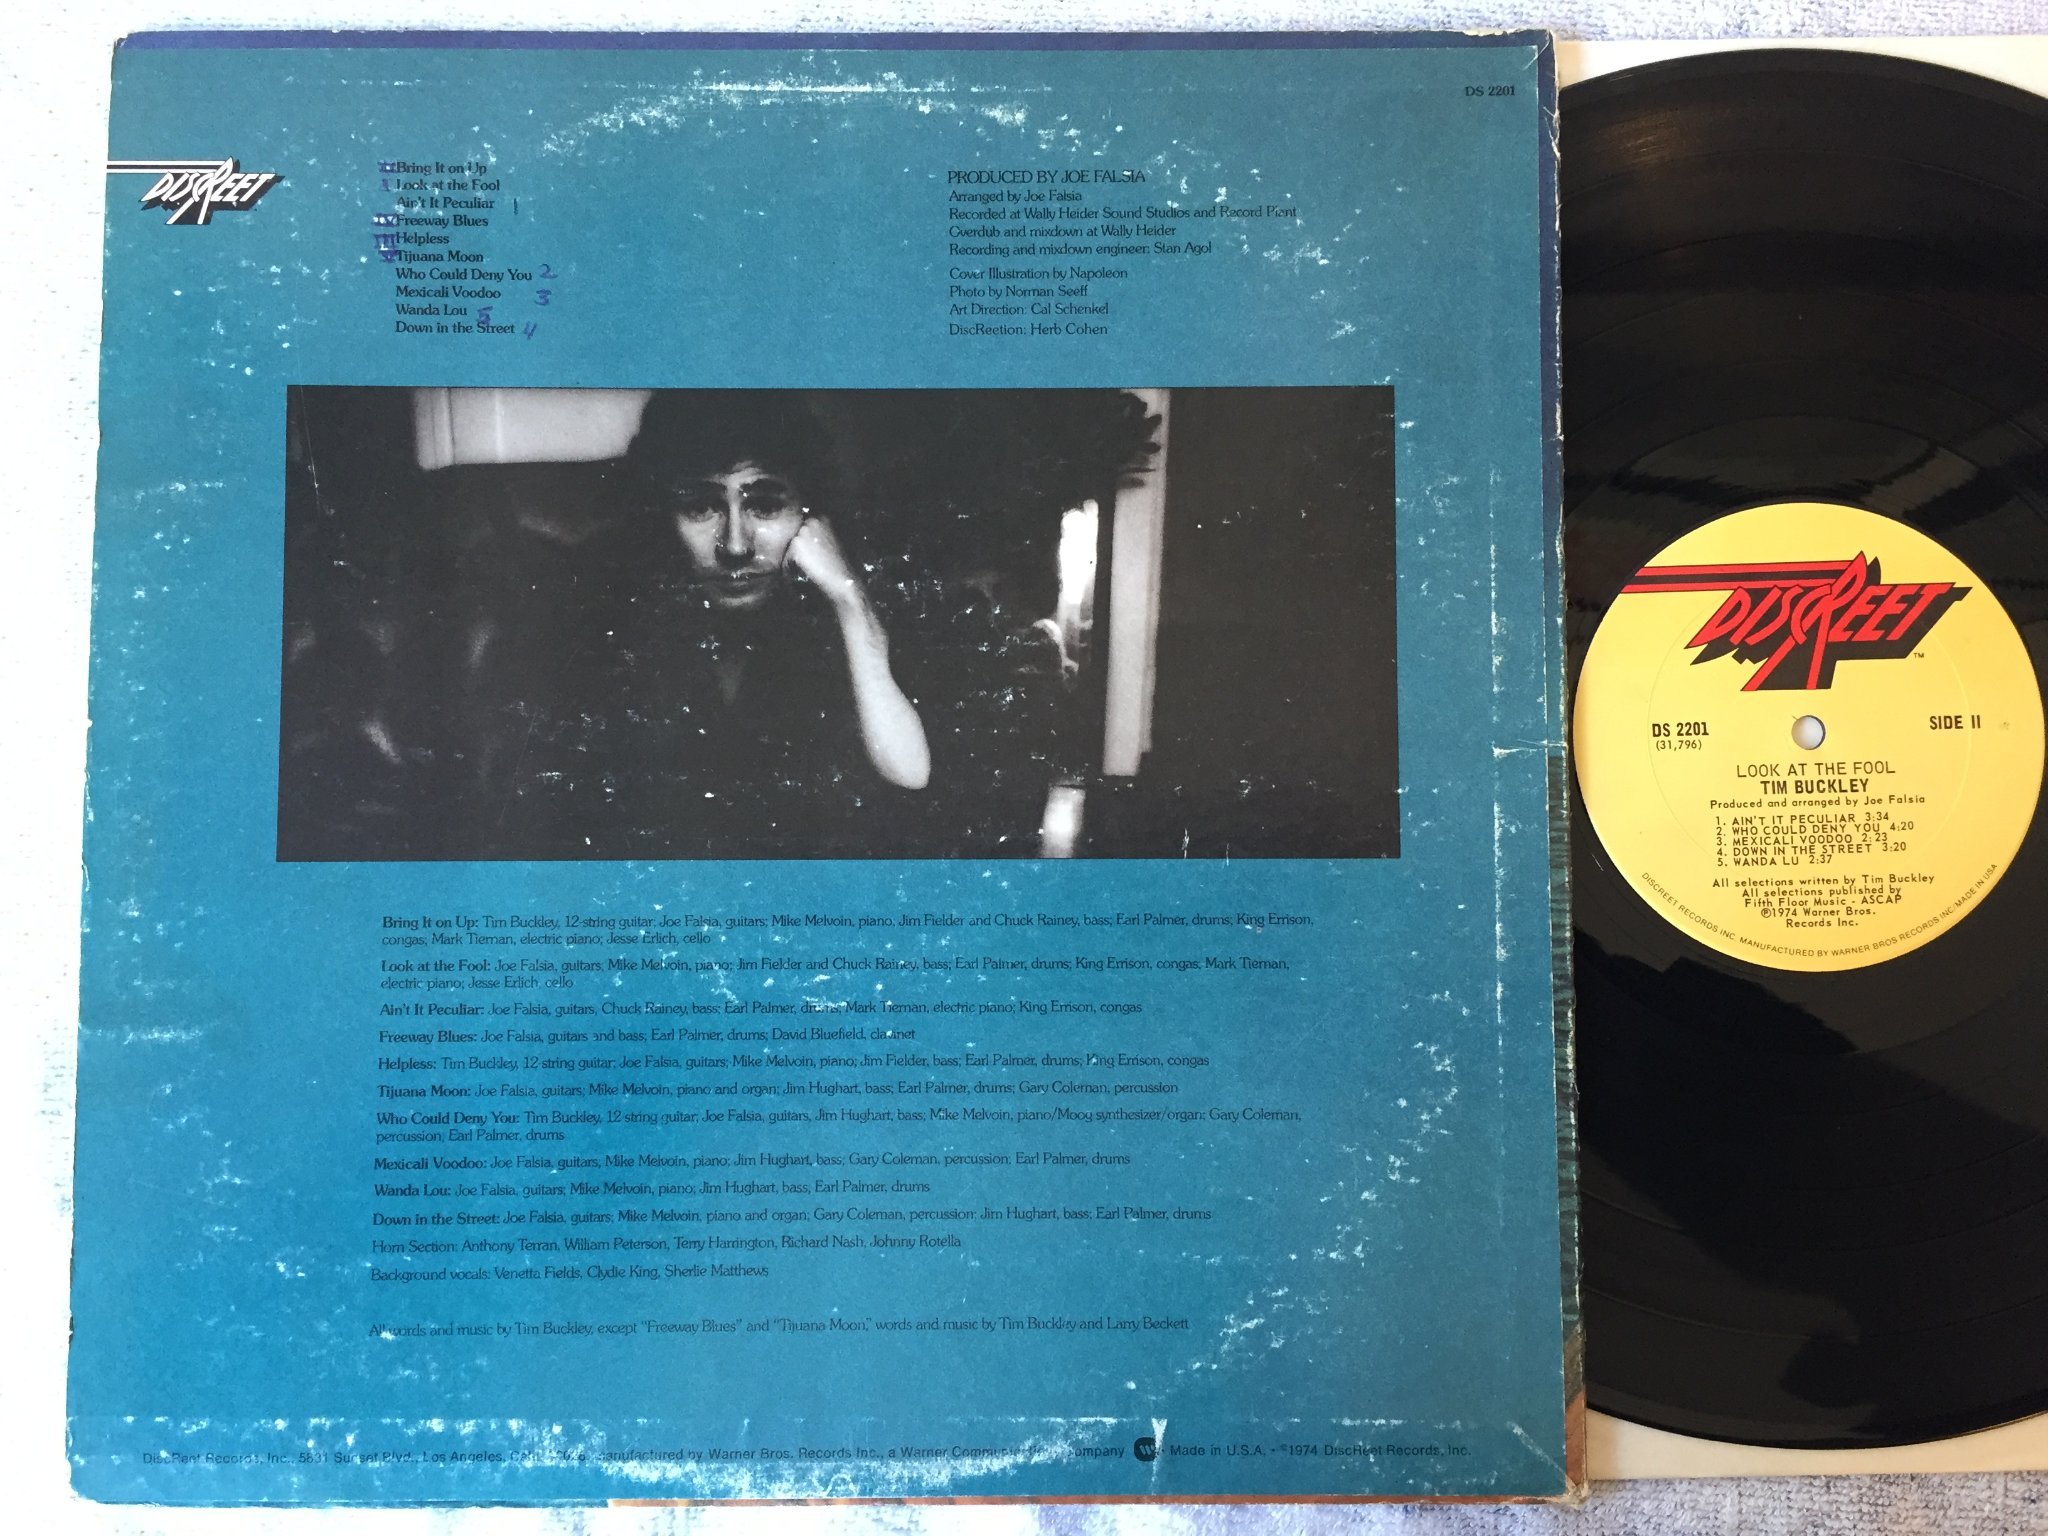 DS 2201
DISCREET
II Bring It on Up
I Look at the Fool
Ain't It Peculiar 1
IV Freeway Blues
III Helpless
V Tijuana Moon
Who Could Deny You 2
Mexicali Voodoo 3
Wanda Lou 5
Down in the Street 4
PRODUCED BY JOE FALSIA
Arranged by Joe Falsia
Recorded at Wally Heider Sound Studios and Record Plant
Overdub and mixdown at Wally Heider
Recording and mixdown engineer: Stan Agol
Cover Illustration by Napoleon
Photo by Norman Seeff
Art Direction: Cal Schenkel
DiscReetion: Herb Cohen
Bring It on Up: Tim Buckley, 12-string guitar; Joe Falsia, guitars; Mike Melvoin, piano; Jim Fielder and Chuck Rainey, bass; Earl Palmer, drums; King Errison,
congas; Mark Tiernan, electric piano; Jesse Erlich, cello
Look at the Fool: Joe Falsia, guitars; Mike Melvoin, piano; Jim Fielder and Chuck Rainey, bass; Earl Palmer, drums; King Errison, congas; Mark Tiernan,
electric piano; Jesse Erlich, cello
Ain't It Peculiar: Joe Falsia, guitars; Chuck Rainey, bass; Earl Palmer, drums; Mark Tiernan, electric piano; King Errison, congas
Freeway Blues: Joe Falsia, guitars and bass; Earl Palmer, drums; David Bluefield, clavinet
Helpless: Tim Buckley, 12 string guitar; Joe Falsia, guitars; Mike Melvoin, piano; Jim Fielder, bass; Earl Palmer, drums; King Errison, congas
Tijuana Moon: Joe Falsia, guitars; Mike Melvoin, piano and organ; Jim Hughart, bass; Earl Palmer, drums; Gary Coleman, percussion
Who Could Deny You: Tim Buckley, 12 string guitar; Joe Falsia, guitars; Jim Hughart, bass; Mike Melvoin, piano/Moog synthesizer/organ; Gary Coleman,
percussion; Earl Palmer, drums
Mexicali Voodoo: Joe Falsia, guitars; Mike Melvoin, piano; Jim Hughart, bass; Gary Coleman, percussion; Earl Palmer, drums
Wanda Lou: Joe Falsia, guitars; Mike Melvoin, piano; Jim Hughart, bass; Earl Palmer, drums
Down in the Street: Joe Falsia, guitars; Mike Melvoin, piano and organ; Gary Coleman, percussion; Jim Hughart, bass; Earl Palmer, drums
Horn Section: Anthony Terran, William Peterson, Terry Harrington, Richard Nash, Johnny Rotella
Background vocals: Venetta Fields, Clydie King, Sherlie Matthews
All words and music by Tim Buckley, except "Freeway Blues" and "Tijuana Moon," words and music by Tim Buckley and Larry Beckett
DiscReet Records, Inc., 5831 Sunset Blvd., Los Angeles, manufactured by Warner Bros. Records Inc., a Warner Communications Company W • Made in U.S.A. • ©1974 DiscReet Records, Inc.
DISCREET
TM
DS 2201
(31,796)
SIDE II
LOOK AT THE FOOL
TIM BUCKLEY
Produced and arranged by Joe Falsia
1. AIN'T IT PECULIAR 3:34
2. WHO COULD DENY YOU 4:20
3. MEXICALI VOODOO 2:23
4. DOWN IN THE STREET 3:20
5. WANDA LU 2:37
All selections written by Tim Buckley
All selections published by
Fifth Floor Music - ASCAP
℗1974 Warner Bros.
Records Inc.
DISCREET RECORDS INC. MANUFACTURED BY WARNER BROS RECORDS INC. MADE IN USA